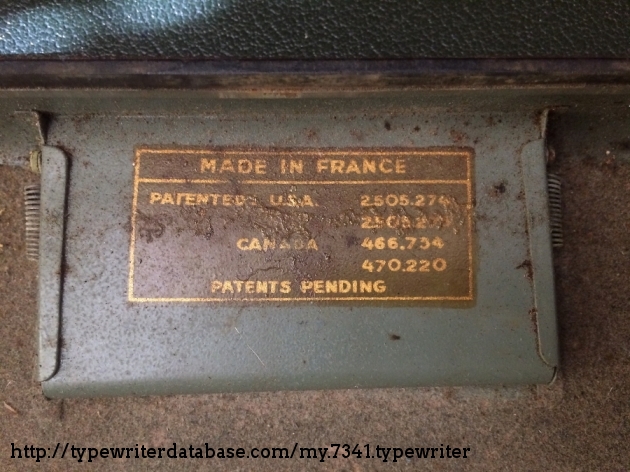 MADE IN FRANCE
PATENTED U.S.A. 2.505.274
CANADA 466.734
470.220
PATENTS PENDING
http://typewriterdatabase.com/my.7341.typewriter